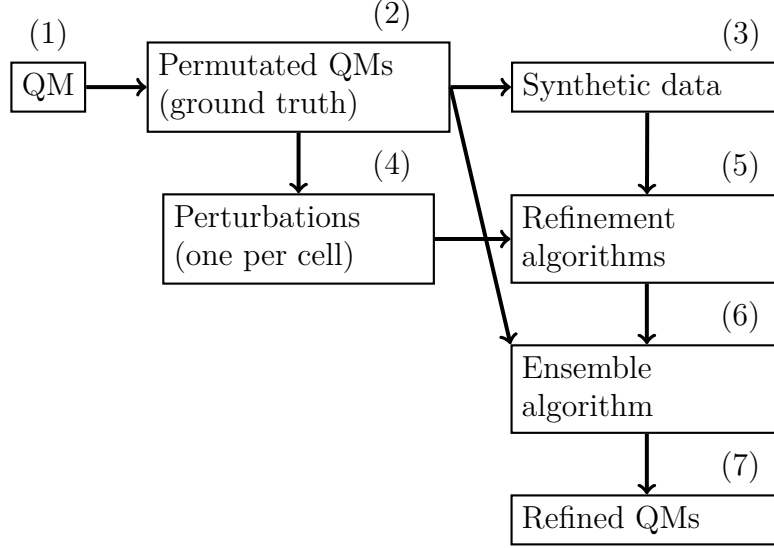 (1)
QM
(2)
Permutated QMs
(ground truth)
(3)
Synthetic data
(4)
Perturbations
(one per cell)
(5)
Refinement
algorithms
(6)
Ensemble
algorithm
(7)
Refined QMs